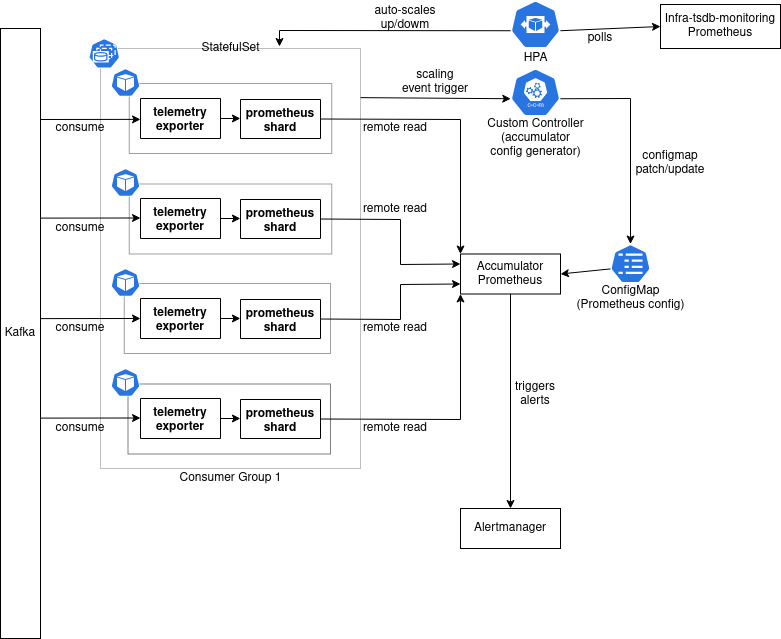 auto-scales
up/dowm
Infra-tsdb-monitoring
Prometheus
polls
HPA
StatefulSet
scaling
event trigger
C-C-M
Custom Controller
(accumulator
config generator)
configmap
patch/update
consume
telemetry
exporter
prometheus
shard
remote read
consume
telemetry
exporter
prometheus
shard
remote read
Accumulator
Prometheus
ConfigMap
(Prometheus config)
Kafka
consume
telemetry
exporter
prometheus
shard
remote read
consume
telemetry
exporter
prometheus
shard
remote read
triggers
alerts
Consumer Group 1
Alertmanager